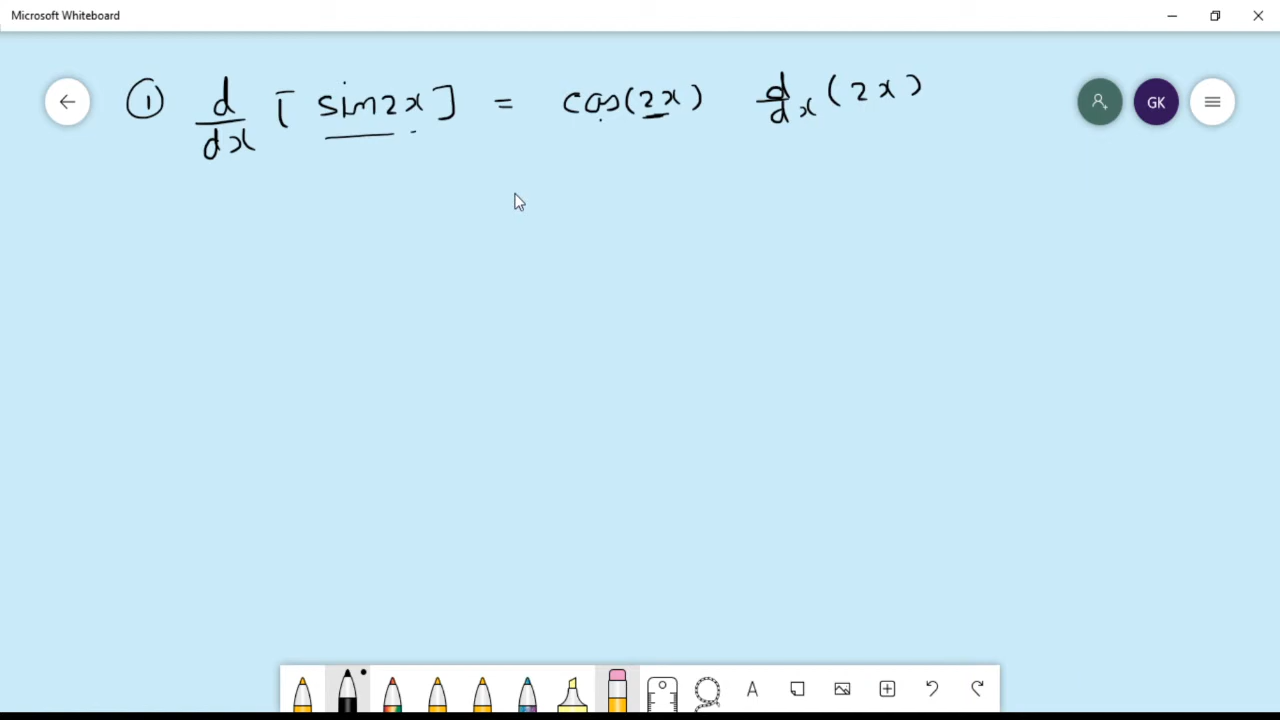 Microsoft Whiteboard
① d/dx [sin2x] = cos(2x) d/dx (2x)
GK
A